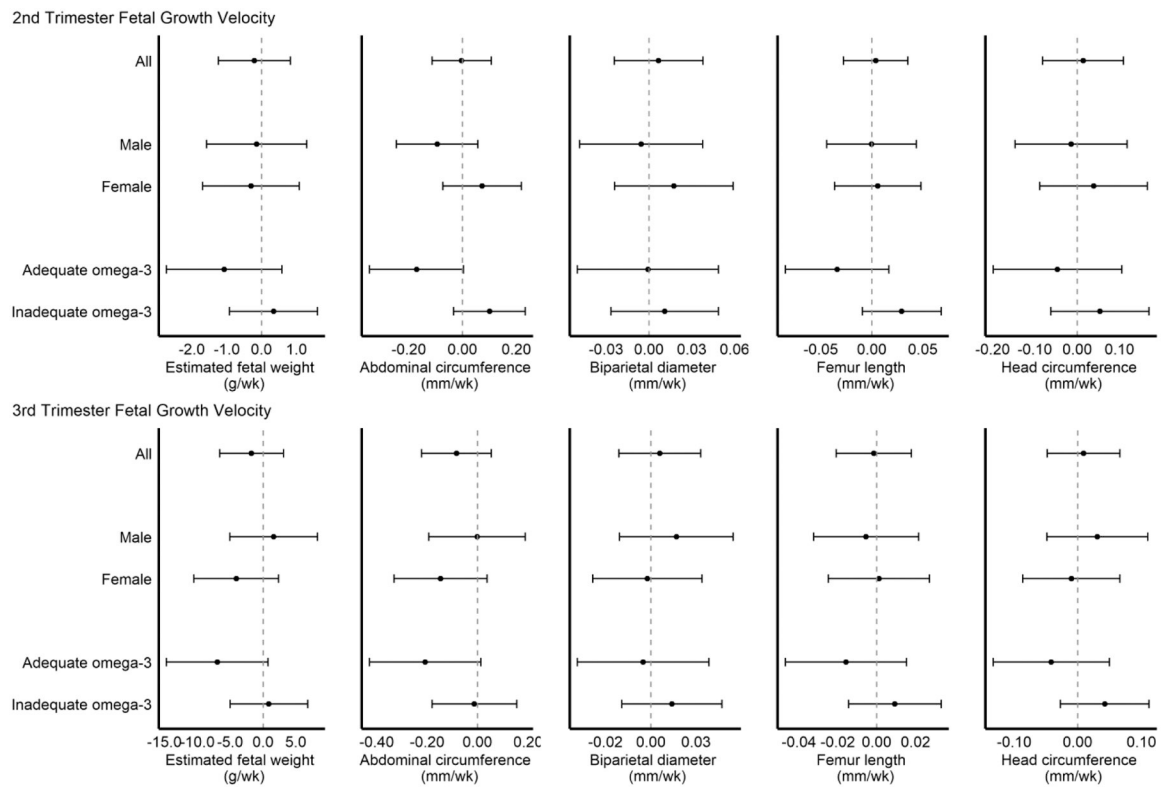 2nd Trimester Fetal Growth Velocity
All
Male
Female
Adequate omega-3
Inadequate omega-3
-2.0 -1.0 0.0 1.0
Estimated fetal weight
(g/wk)
-0.20 0.00 0.20
Abdominal circumference
(mm/wk)
-0.03 0.00 0.03 0.06
Biparietal diameter
(mm/wk)
-0.05 0.00 0.05
Femur length
(mm/wk)
-0.20 -0.10 0.00 0.10
Head circumference
(mm/wk)
3rd Trimester Fetal Growth Velocity
All
Male
Female
Adequate omega-3
Inadequate omega-3
-15.0 -10.0 -5.0 0.0 5.0
Estimated fetal weight
(g/wk)
-0.40 -0.20 0.00 0.20
Abdominal circumference
(mm/wk)
-0.02 0.00 0.03
Biparietal diameter
(mm/wk)
-0.04 -0.02 0.00 0.02
Femur length
(mm/wk)
-0.10 0.00 0.10
Head circumference
(mm/wk)